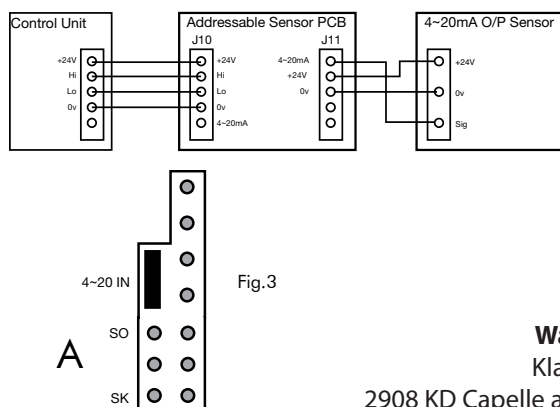 Control Unit
+24V
Hi
Lo
0v
Addressable Sensor PCB
J10
+24V
Hi
Lo
0v
4~20mA
J11
4~20mA
+24V
0v
4~20mA O/P Sensor
+24V
0v
Sig
4~20 IN
Fig.3
SO
A
SK
2908 KD Capelle a